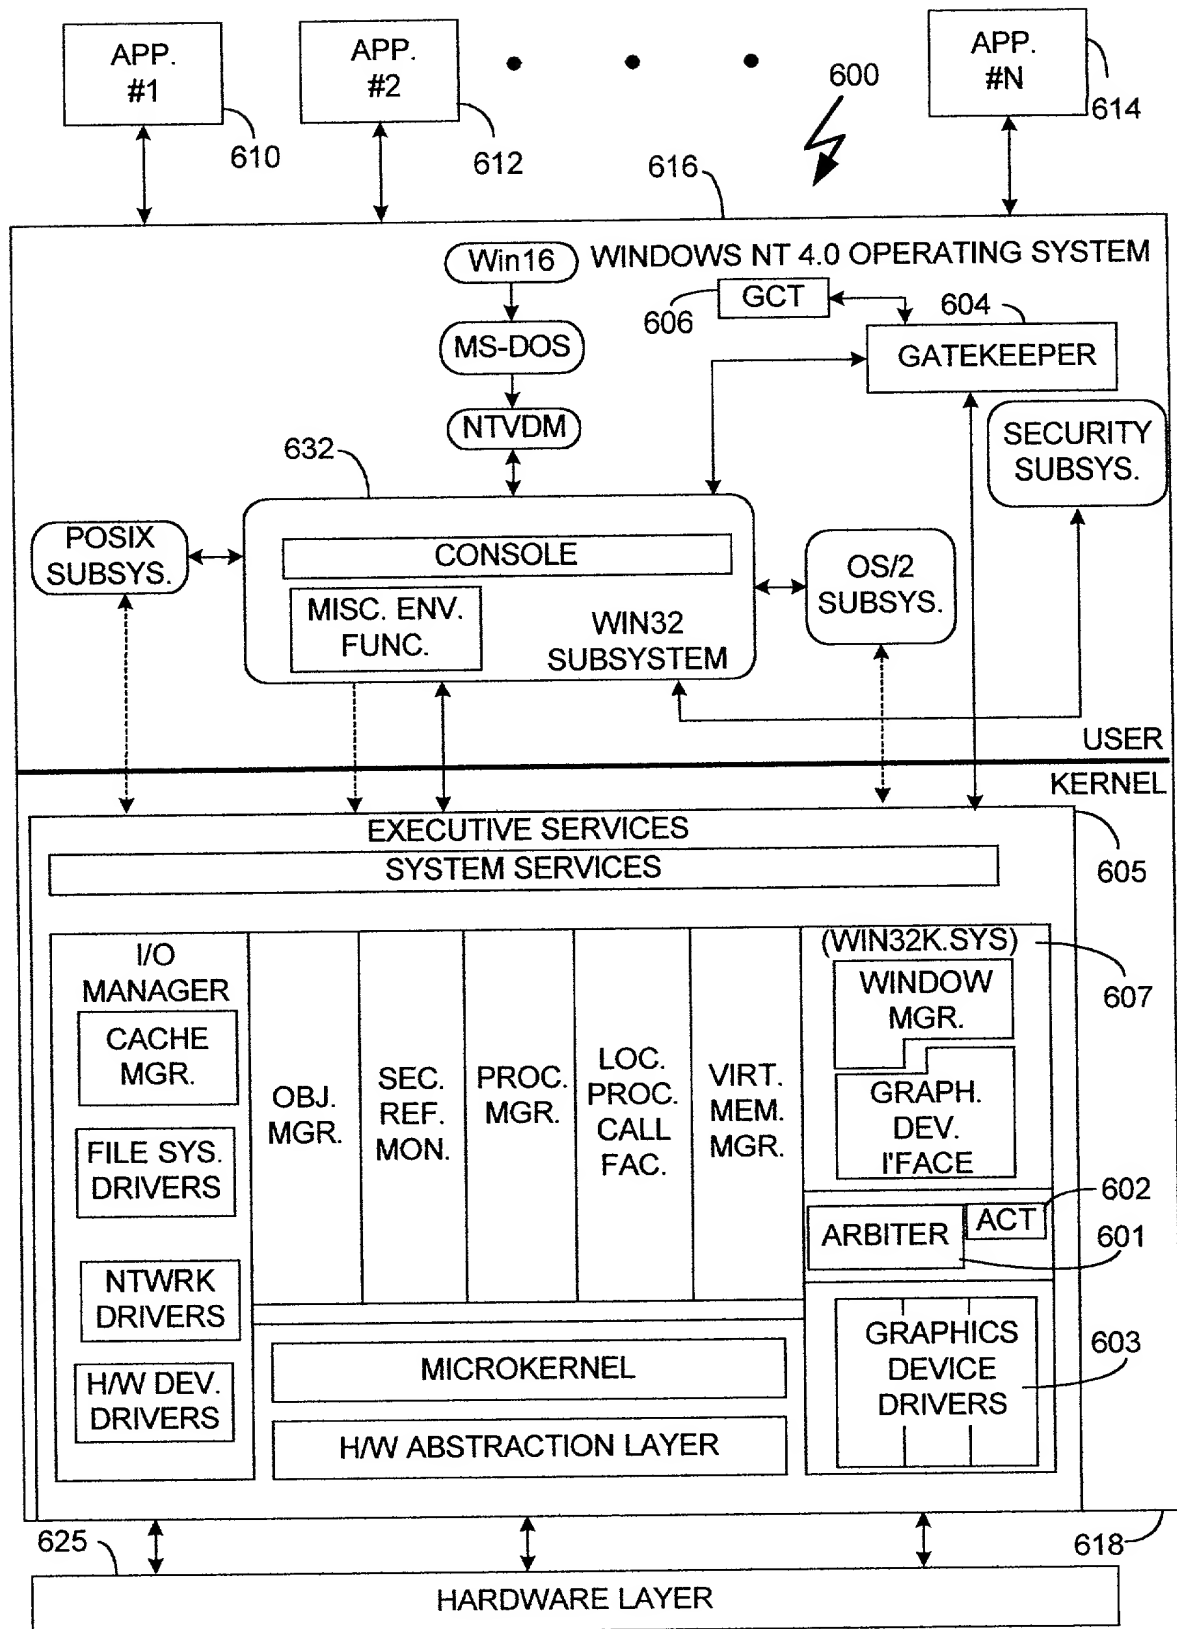 APP.
#1
APP.
#2
APP.
#N
600
610
612
614
616
Win16
WINDOWS NT 4.0 OPERATING SYSTEM
GCT
606
604
MS-DOS
GATEKEEPER
NTVDM
632
SECURITY
SUBSYS.
POSIX
SUBSYS.
CONSOLE
OS/2
SUBSYS.
MISC. ENV.
FUNC.
WIN32
SUBSYSTEM
USER
KERNEL
EXECUTIVE SERVICES
SYSTEM SERVICES
605
I/O
MANAGER
(WIN32K.SYS)
607
CACHE
MGR.
WINDOW
MGR.
OBJ.
MGR.
SEC.
REF.
MON.
PROC.
MGR.
LOC.
PROC.
CALL
FAC.
VIRT.
MEM.
MGR.
GRAPH.
DEV.
I'FACE
FILE SYS.
DRIVERS
602
ARBITER
ACT
601
NTWRK
DRIVERS
GRAPHICS
DEVICE
DRIVERS
603
MICROKERNEL
H/W DEV.
DRIVERS
H/W ABSTRACTION LAYER
625
618
HARDWARE LAYER